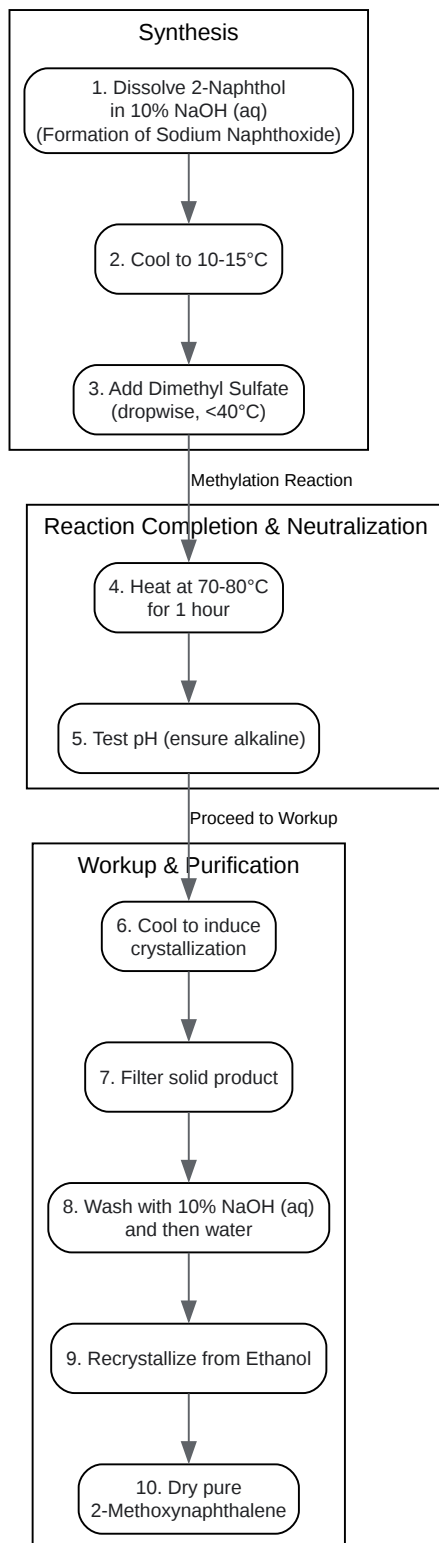 Synthesis
1. Dissolve 2-Naphthol
in 10% NaOH (aq)
(Formation of Sodium Naphthoxide)
2. Cool to 10-15°C
3. Add Dimethyl Sulfate
(dropwise, <40°C)
Methylation Reaction
Reaction Completion & Neutralization
4. Heat at 70-80°C
for 1 hour
5. Test pH (ensure alkaline)
Proceed to Workup
Workup & Purification
6. Cool to induce
crystallization
7. Filter solid product
8. Wash with 10% NaOH (aq)
and then water
9. Recrystallize from Ethanol
10. Dry pure
2-Methoxynaphthalene